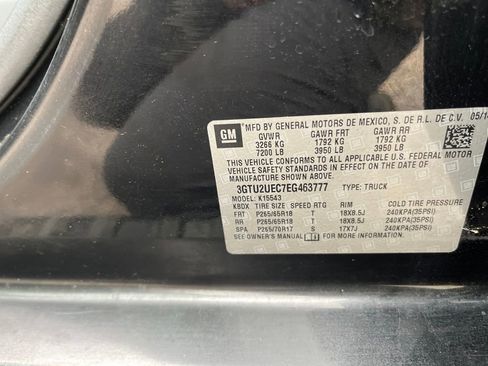 GM
MFD BY GENERAL MOTORS DE MEXICO, S. DE R.L. DE C.V. 05/1
GVWR GAWR FRT GAWR RR
3266 KG 1792 KG 1792 KG
7200 LB 3950 LB 3950 LB
THIS VEHICLE CONFORMS TO ALL APPLICABLE U.S. FEDERAL MOTOR
VEHICLE SAFETY STANDARDS IN EFFECT ON THE DATE OF
MANUFACTURE SHOWN ABOVE.
3GTU2UEC7EG463777 TYPE: TRUCK
MODEL: K15543
KBDX TIRE SIZE SPEED RTG RIM COLD TIRE PRESSURE
FRT P265/65R18 T 18X8.5J 240KPA(35PSI)
RR P265/65R18 T 18X8.5J 240KPA(35PSI)
SPA P265/70R17 S 17X7J 240KPA(35PSI)
SEE OWNER'S MANUAL FOR MORE INFORMATION.